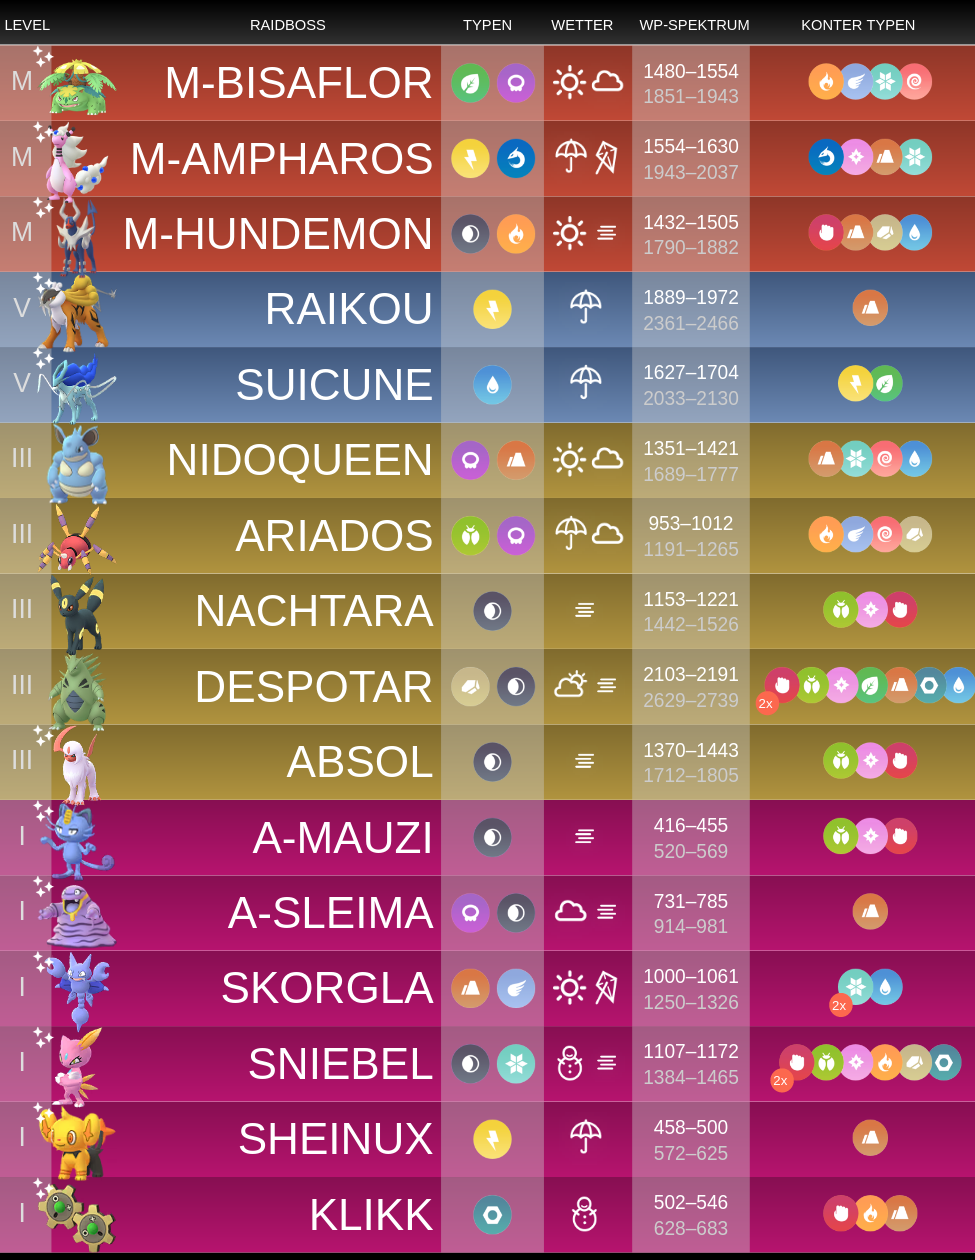 LEVEL RAIDBOSS TYPEN WETTER WP-SPEKTRUM KONTER TYPEN
M M-BISAFLOR 1480–1554
1851–1943
M M-AMPHAROS 1554–1630
1943–2037
M M-HUNDEMON 1432–1505
1790–1882
V RAIKOU 1889–1972
2361–2466
V SUICUNE 1627–1704
2033–2130
III NIDOQUEEN 1351–1421
1689–1777
III ARIADOS 953–1012
1191–1265
III NACHTARA 1153–1221
1442–1526
III DESPOTAR 2103–2191
2629–2739 2x
III ABSOL 1370–1443
1712–1805
I A-MAUZI 416–455
520–569
I A-SLEIMA 731–785
914–981
I SKORGLA 1000–1061
1250–1326 2x
I SNIEBEL 1107–1172
1384–1465 2x
I SHEINUX 458–500
572–625
I KLIKK 502–546
628–683